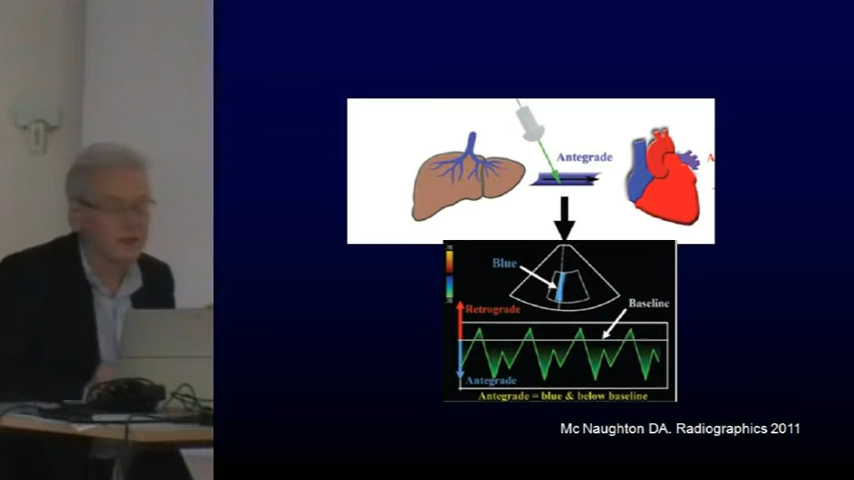 Antegrade
A
Blue
Baseline
Retrograde
Antegrade
Antegrade = blue & below baseline
Mc Naughton DA. Radiographics 2011